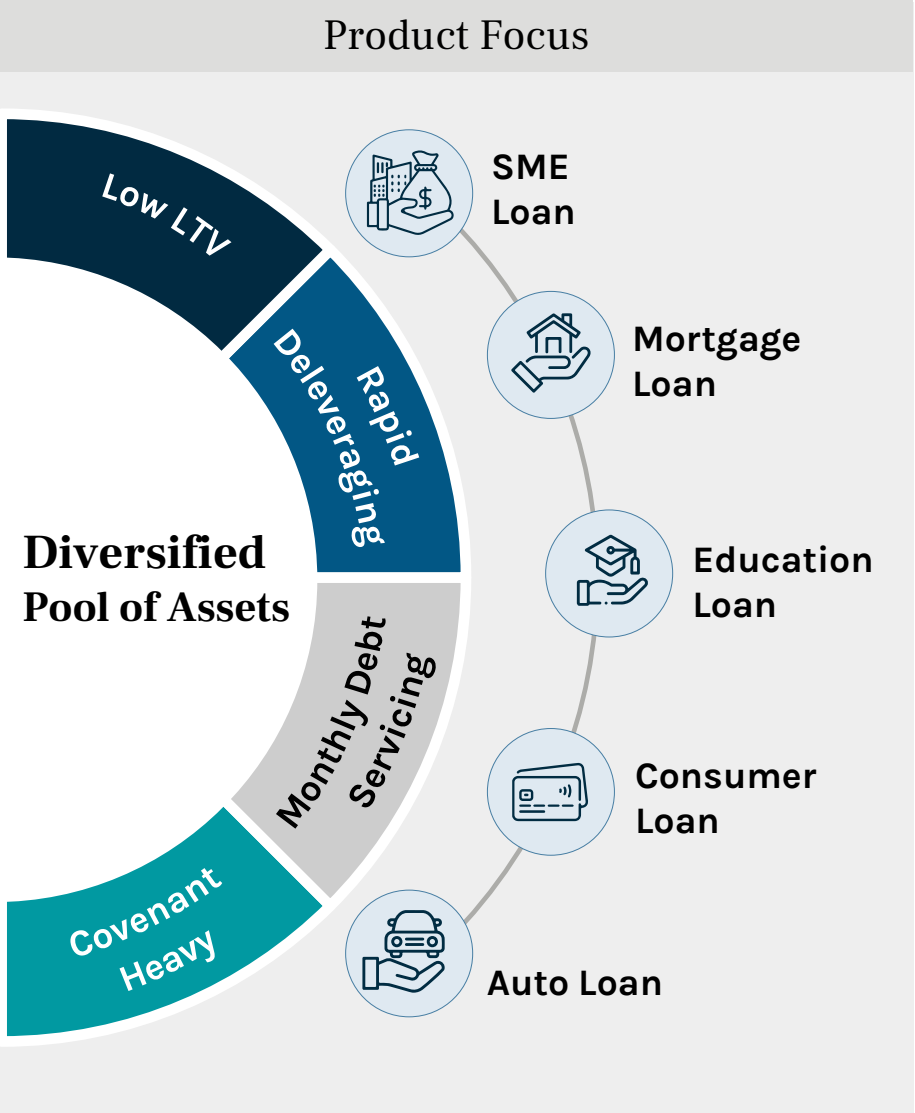 Product Focus
Low LTV
Rapid
Deleveraging
Monthly Debt
Servicing
Covenant
Heavy
Diversified
Pool of Assets
$
SME
Loan
Mortgage
Loan
Education
Loan
Consumer
Loan
Auto Loan